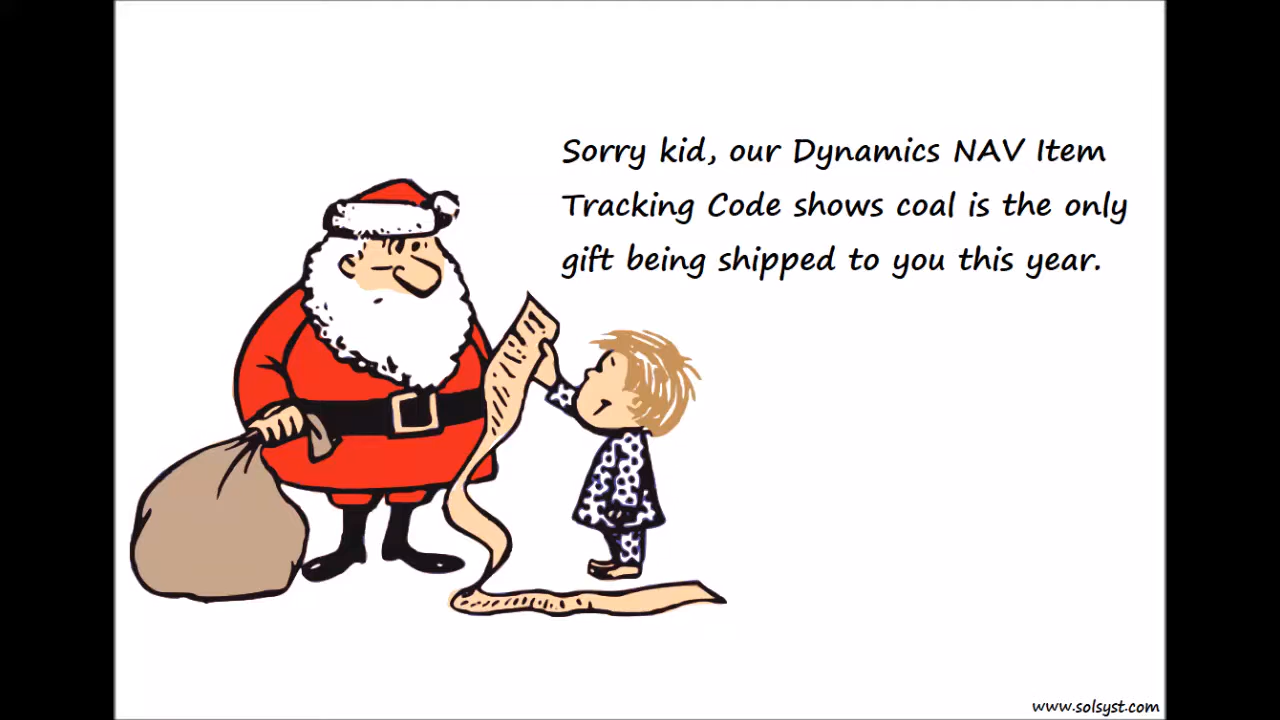 Sorry kid, our Dynamics NAV Item
Tracking Code shows coal is the only
gift being shipped to you this year.
www.solsyst.com